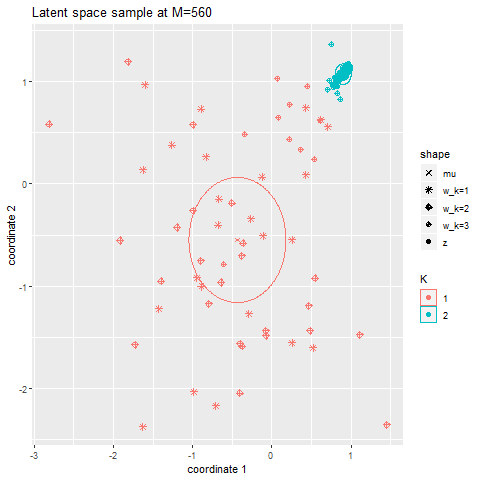 Latent space sample at M=560
coordinate 2
1
0
-1
-2
-3
-2
-1
0
1
coordinate 1
shape
mu
w_k=1
w_k=2
w_k=3
z
K
1
2